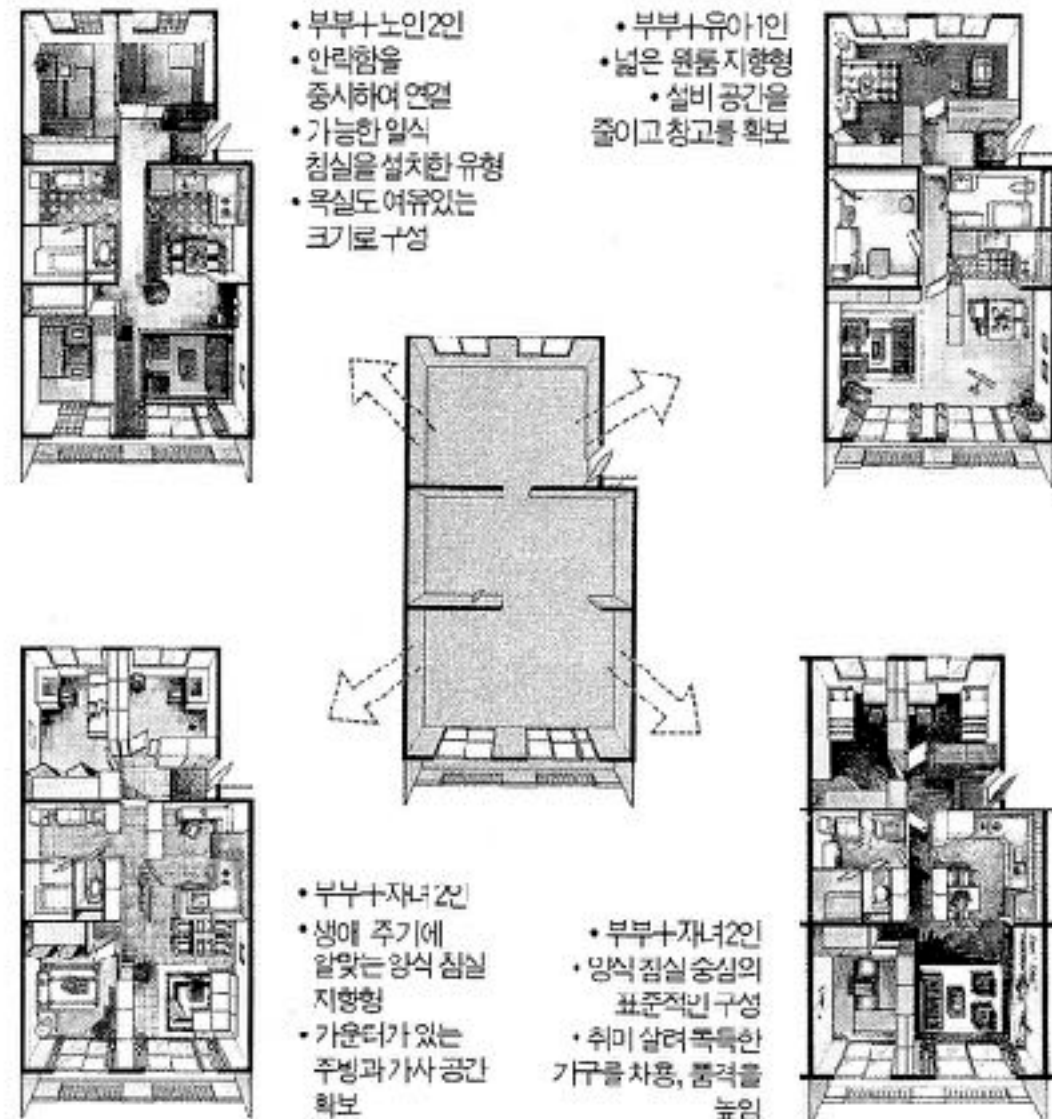 • 부부+노인2인
• 안락함을
중시하여 연결
• 가능한 일식
침실을 설치한 유형
• 욕실도 여유있는
크기로 구성
• 부부+유아1인
• 넓은 원룸 지향형
• 설비 공간을
줄이고 창고를 확보
• 부부+자녀2인
• 생애 주기에
알맞는 양식 침실
지향형
• 카운터가 있는
주방과 가사 공간
확보
• 부부+자녀2인
• 양식 침실 중심의
표준적인 구성
• 취미 살려 독특한
가구를 차용, 품격을
높임